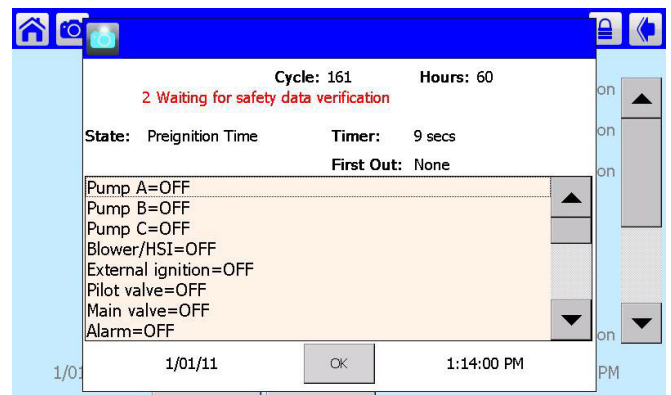 Cycle: 161 Hours: 60
2 Waiting for safety data verification
on
State: Preignition Time Timer: 9 secs
on
First Out: None
on
Pump A=OFF
Pump B=OFF
Pump C=OFF
Blower/HSI=OFF
External ignition=OFF
Pilot valve=OFF
Main valve=OFF
Alarm=OFF
on
1/01/11 OK 1:14:00 PM
1/01
PM